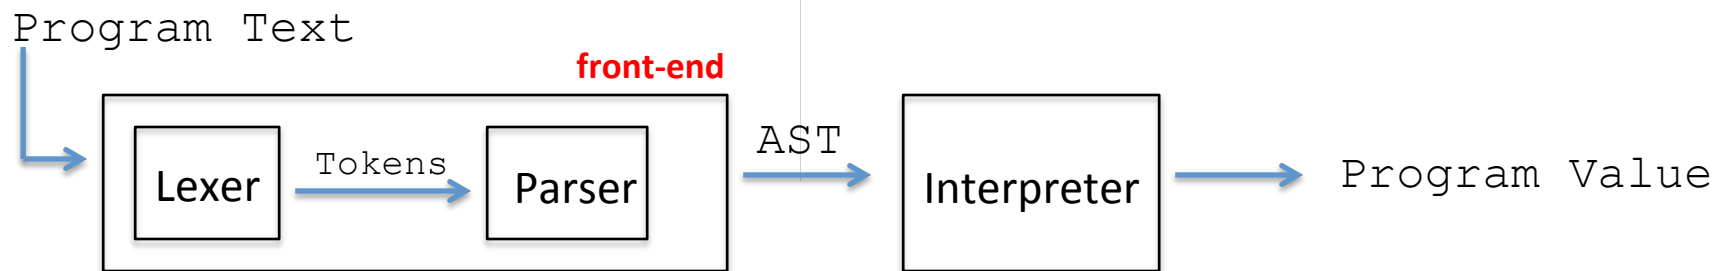 Program Text
front-end
Lexer
Tokens
Parser
AST
Interpreter
Program Value